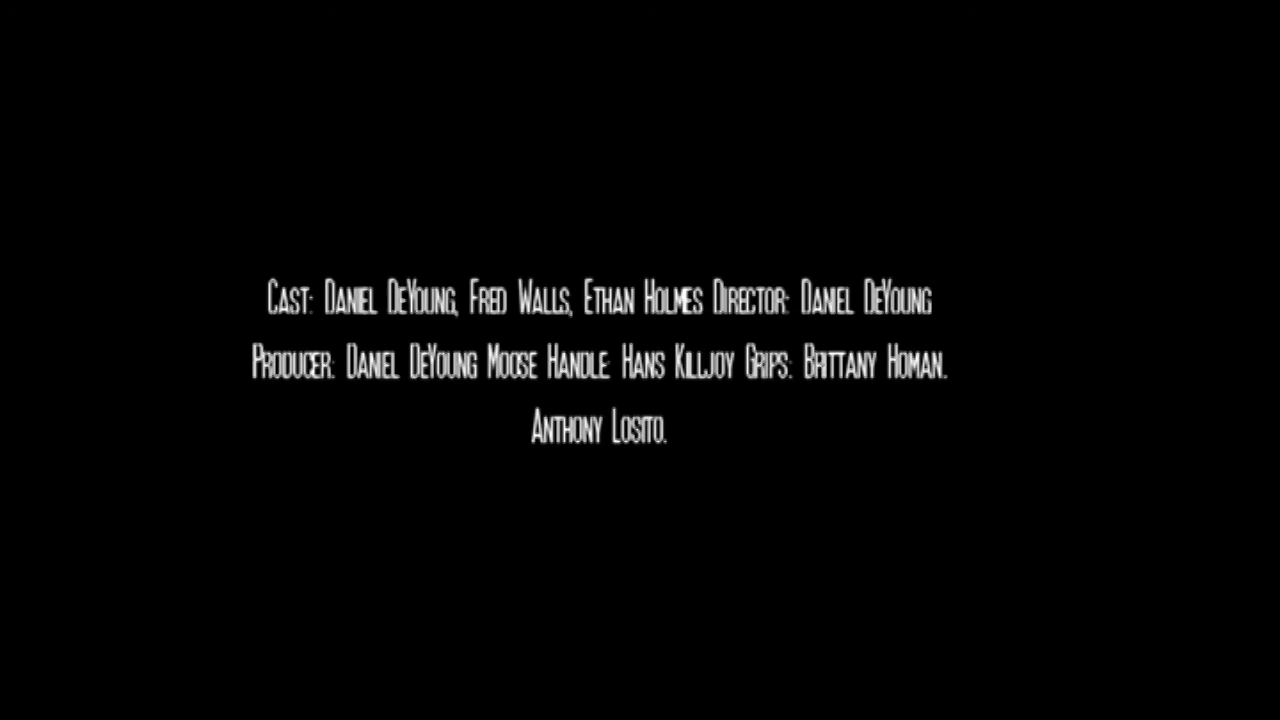 Cast: Daniel DeYoung, Fred Walls, Ethan Holmes Director: Daniel DeYoung
Producer: Daniel DeYoung Moose Handle: Hans Killjoy Grips: Brittany Homan.
Anthony Losito.